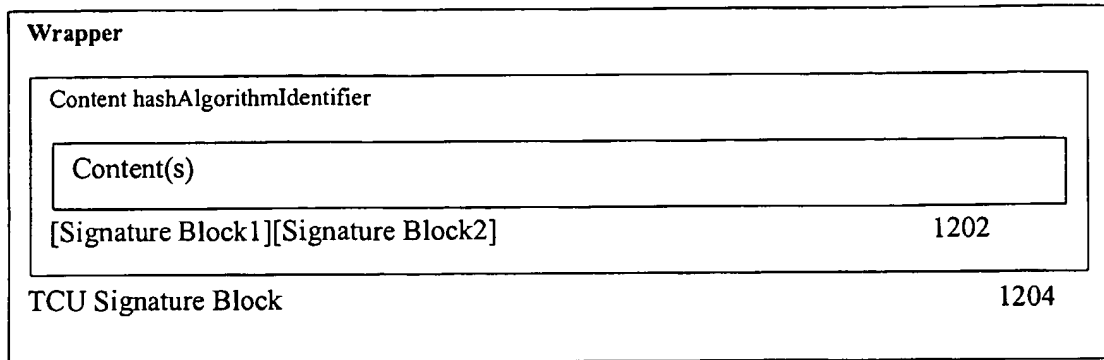 Wrapper
Content hashAlgorithmIdentifier
Content(s)
[Signature Block1][Signature Block2] 1202
TCU Signature Block 1204